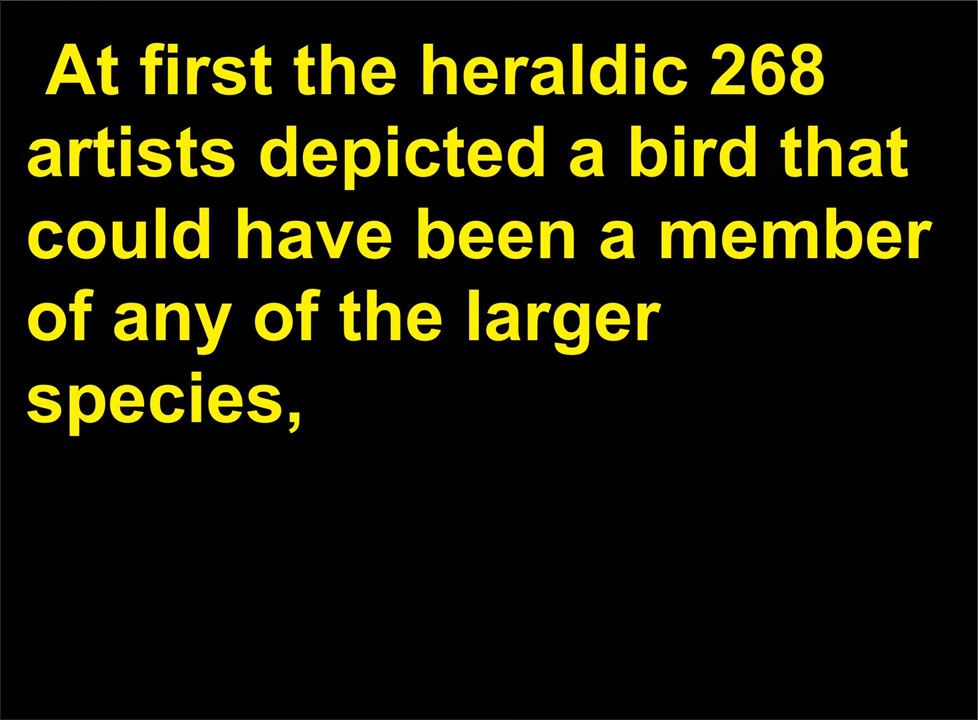 At first the heraldic 268
artists depicted a bird that
could have been a member
of any of the larger
species,